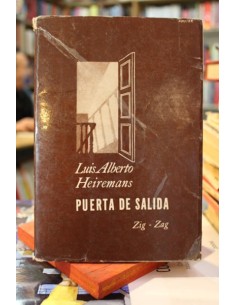 Luis Alberto
Heiremans
PUERTA DE SALIDA
Zig - Zag